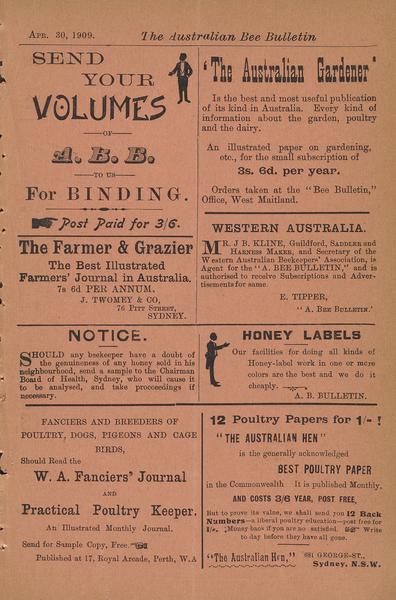 APR. 30, 1909.
The Australian Bee Bulletin
SEND
YOUR
VOLUMES
—OF—
A. B. B.
—TO US—
FOR BINDING.
Post Paid for 3/6.
'The Australian Gardener'
Is the best and most useful publication
of its kind in Australia. Every kind of
information about the garden, poultry
and the dairy.
An illustrated paper on gardening,
etc., for the small subscription of
3s. 6d. per year.
Orders taken at the "Bee Bulletin,"
Office, West Maitland.
The Farmer & Grazier
The Best Illustrated
Farmers' Journal in Australia.
7s 6d PER ANNUM.
J. TWOMEY & CO,
76 PITT STREET,
SYDNEY.
WESTERN AUSTRALIA.
MR. J B. KLINE, Guildford, SADDLER and
HARNESS MAKER, and Secretary of the
Western Australian Beekeepers' Association, is
Agent for the "A. BEE BULLETIN," and is
authorised to receive Subscriptions and Adver-
tisements for same.
E. TIPPER,
"A. BEE BULLETIN.'
NOTICE.
SHOULD any beekeeper have a doubt of
the genuineness of any honey sold in his
neighbourhood, send a sample to the Chairman
Board of Health, Sydney, who will cause it
to be analysed, and take proceedings if
necessary.
HONEY LABELS
Our facilities for doing all kinds of
Honey-label work in one or more
colors are the best and we do it
cheaply.
A. B. BULLETIN.
FANCIERS AND BREEDERS OF
POULTRY, DOGS, PIGEONS AND CAGE
BIRDS,
Should Read the
W. A. Fanciers' Journal
AND
Practical Poultry Keeper.
An Illustrated Monthly Journal.
Send for Sample Copy, Free.
Published at 17, Royal Arcade, Perth, W.A
12 Poultry Papers for 1/- !
"THE AUSTRALIAN HEN"
is the generally acknowledged
BEST POULTRY PAPER
in the Commonwealth It is published Monthly.
AND COSTS 3/6 YEAR, POST FREE,
But to prove its value, we shall send you 12 Back
Numbers—a liberal poultry education—post free for
1/-. Money back if you are no satisfied. Write
to day before they have all gone.
"The Australian Hen," 681 GEORGE-ST.,
Sydney, N.S.W.